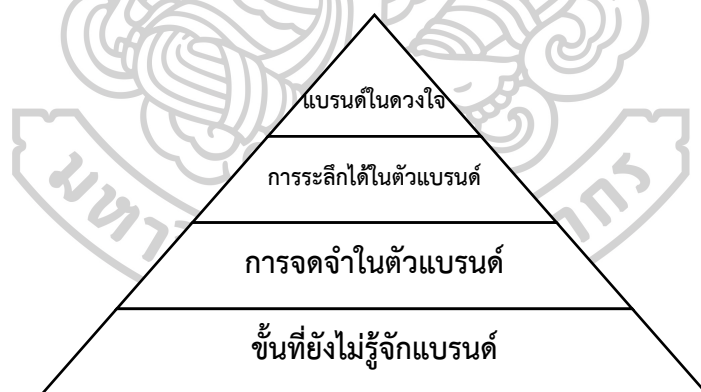 แบรนด์ในดวงใจ
การระลึกได้ในตัวแบรนด์
การจดจำในตัวแบรนด์
ขั้นที่ยังไม่รู้จักแบรนด์